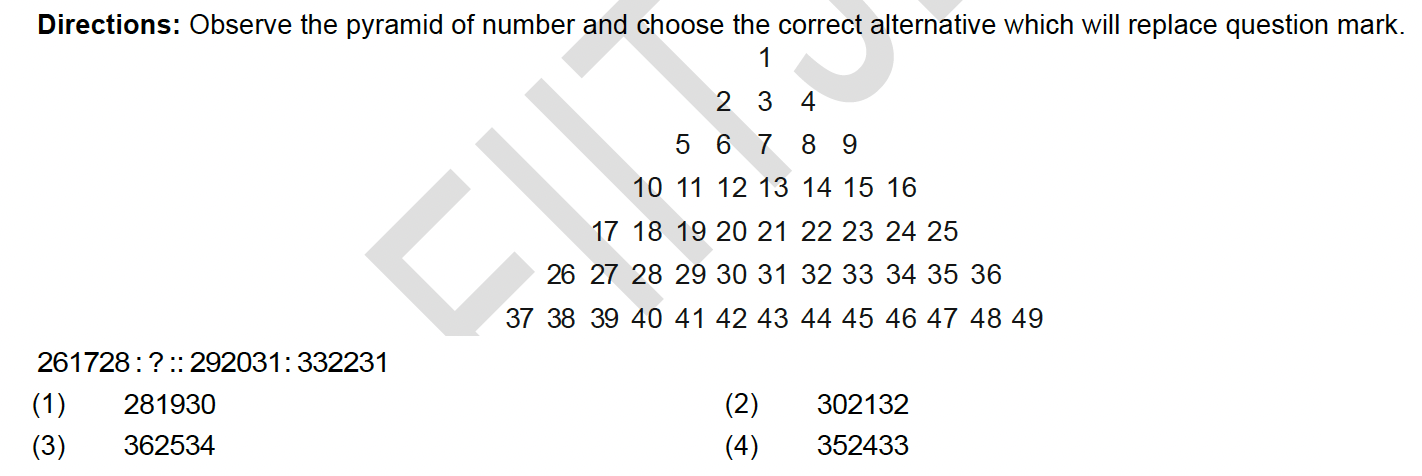 Directions: Observe the pyramid of number and choose the correct alternative which will replace question mark.
1
2 3 4
5 6 7 8 9
10 11 12 13 14 15 16
17 18 19 20 21 22 23 24 25
26 27 28 29 30 31 32 33 34 35 36
37 38 39 40 41 42 43 44 45 46 47 48 49
261728 : ? :: 292031 : 332231
(1) 281930 (2) 302132
(3) 362534 (4) 352433